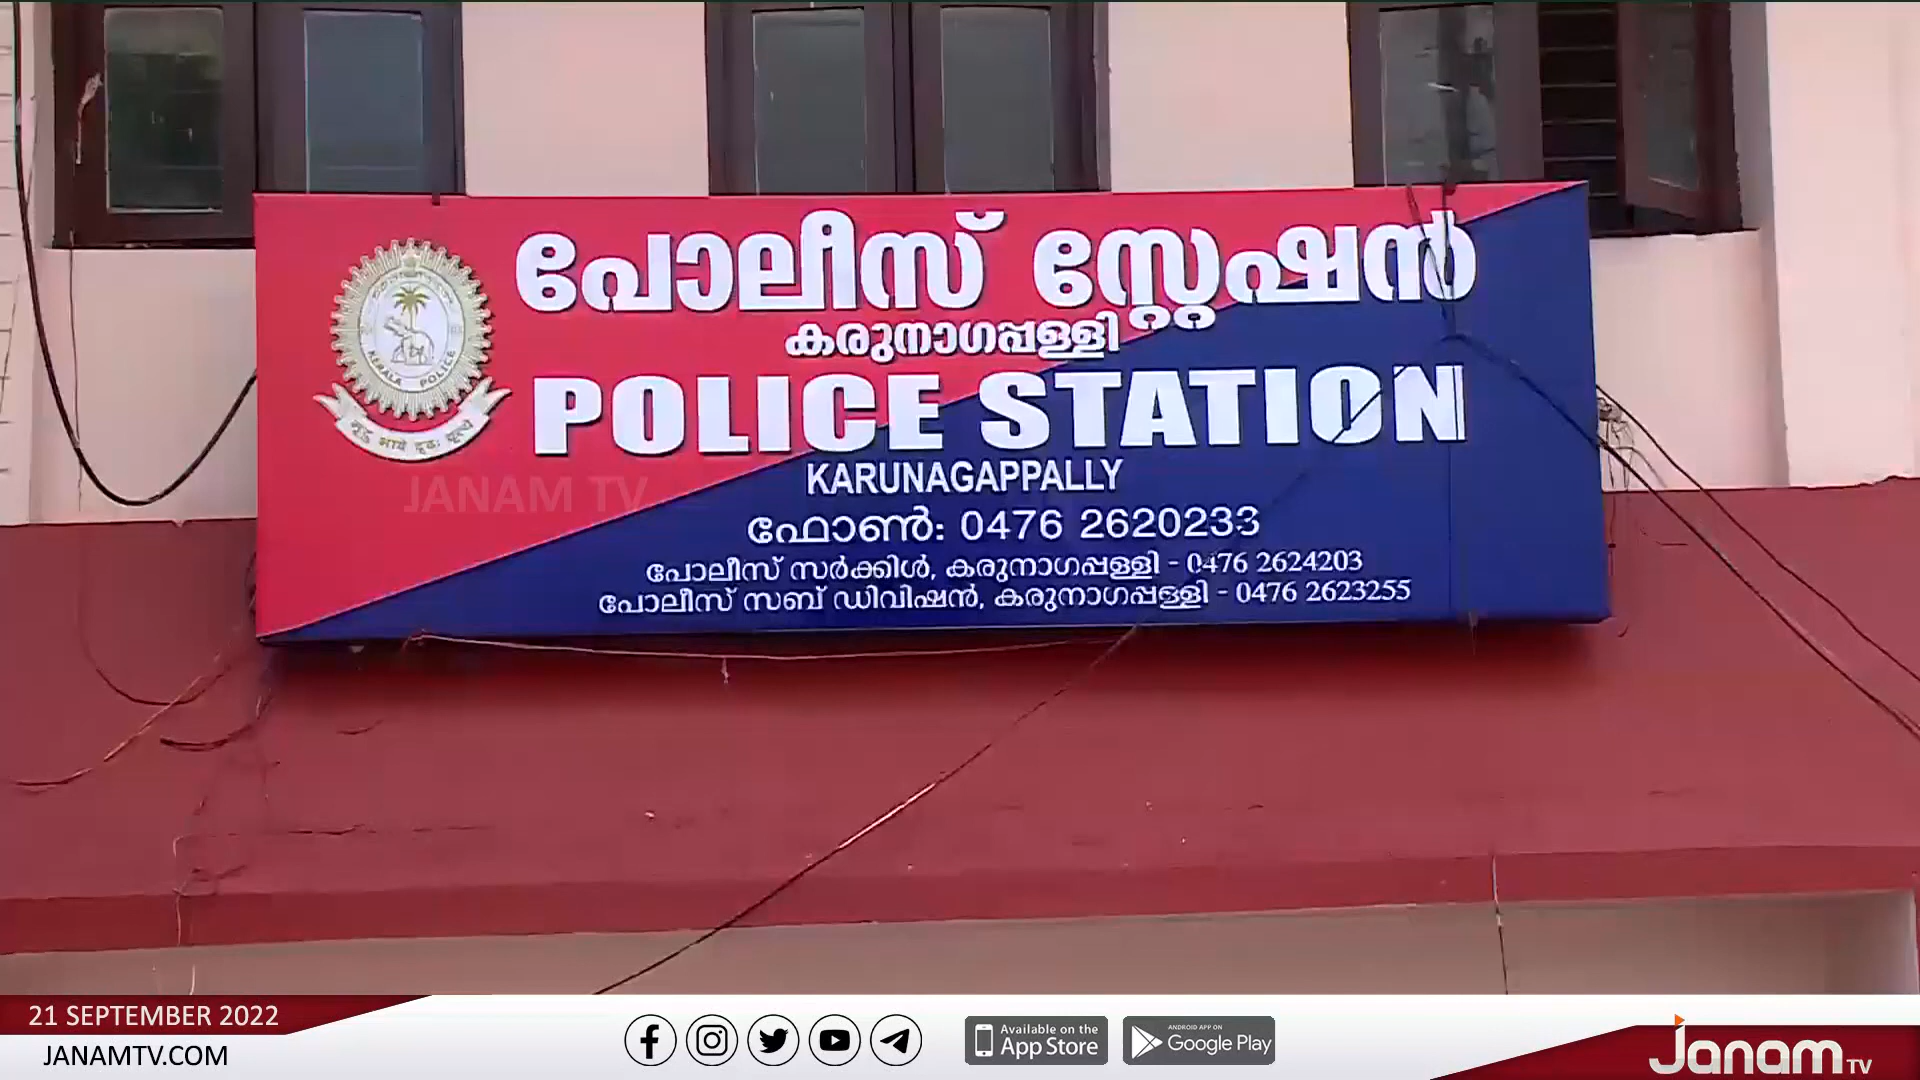 പോലീസ് സ്റ്റേഷൻ
കരുനാഗപ്പള്ളി
POLICE STATION
KARUNAGAPPALLY
ഫോൺ: 0476 2620233
പോലീസ് സർക്കിൾ, കരുനാഗപ്പള്ളി - 0476 2624203
പോലീസ് സബ് ഡിവിഷൻ, കരുനാഗപ്പള്ളി - 0476 2623255
KERALA POLICE
मृदु भावे दृढ कृत्ये
JANAM TV
21 SEPTEMBER 2022
JANAMTV.COM
Available on the
App Store
ANDROID APP ON
Google Play
Janam TV